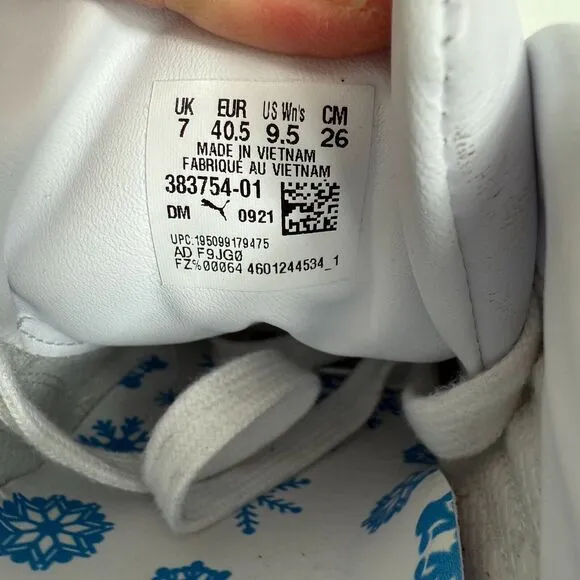 UK EUR US Wn's CM
7 40.5 9.5 26
MADE IN VIETNAM
FABRIQUÉ AU VIETNAM
383754-01
DM 0921
UPC:195099179475
AD F9JG0
FZ%00064 4601244534_1